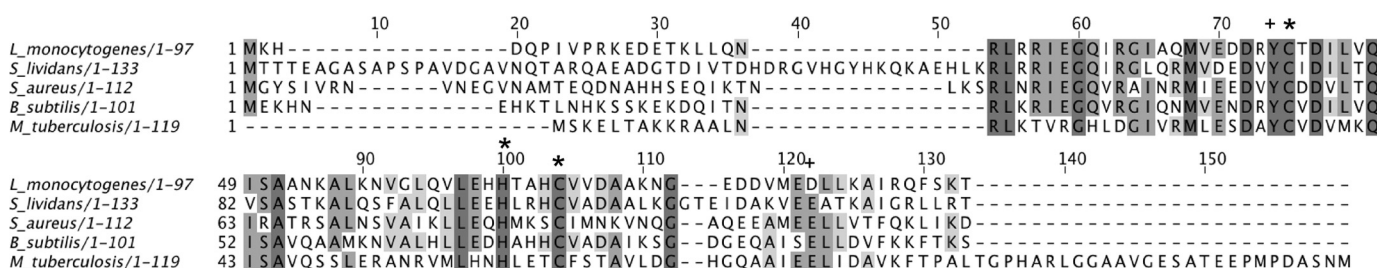 10 20 30 40 50 60 70 + *
L_monocytogenes/1-97 1 MKH----------------DQPIVPRKEDETKLLQN-----------------RLRRIEGQIRGIAQMVEDDRYCTDILVQ
S_lividans/1-133 1 MTTTEAGASAPSPAVDGAVNQTARQAEADGTDIVTDHDRGVHGYHKQKAEHLKRLRRIEGQIRGLQRMVDEDVYCIDILTQ
S_aureus/1-112 1 MGYSIVRN------VNEGVNAMTEQDNAHHSEQIKTN-------------LKSRLNRIEGQVRAINRMIEEDVYCDDVLTQ
B_subtilis/1-101 1 MEKHN-------------EHKTLNHKSSEKEDQITN-----------------RLKRIEGQVRGIQNMVENDRYCVDILVQ
M_tuberculosis/1-119 1 ----------------------MSKELTAKKRAALN-----------------RLKTVRGHLDGIVRMLESDAYCVDVMKQ
* * +
90 100 110 120 130 140 150
L_monocytogenes/1-97 49 ISAANKALKNVGLQVLEHHTAHCVVDAAKNG---EDDVMEDLLKAIRQFSKT---------------------------
S_lividans/1-133 82 VSASTKALQSFALQLLEEHLRHCVADAALKGGTEIDAKVEEATKAIGRLLRT---------------------------
S_aureus/1-112 63 IRATRSALNSVAIKLLEQHMKSCIMNKVNQG--AQEEAMEELLVTFQKLIKD---------------------------
B_subtilis/1-101 52 ISAVQAAMKNVALHLLEDHAHHCVADAIKSG--DGEQAISELLDVFKKFTKS---------------------------
M_tuberculosis/1-119 43 ISAVQSSLERANRVMLHNHLETCFSTAVLDG--HGQAAIEELIDAVKFTPALTGPHARLGGAAVGESATEEPMPDASNM